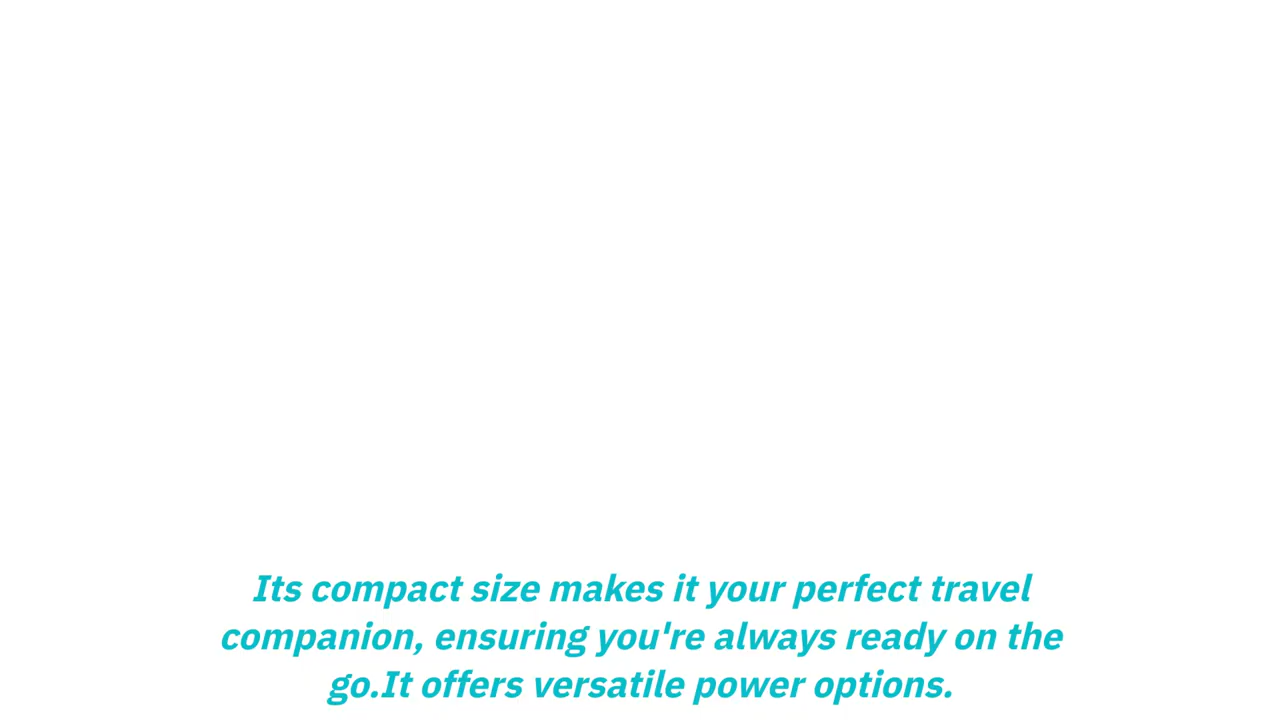 Its compact size makes it your perfect travel
companion, ensuring you're always ready on the
go.It offers versatile power options.